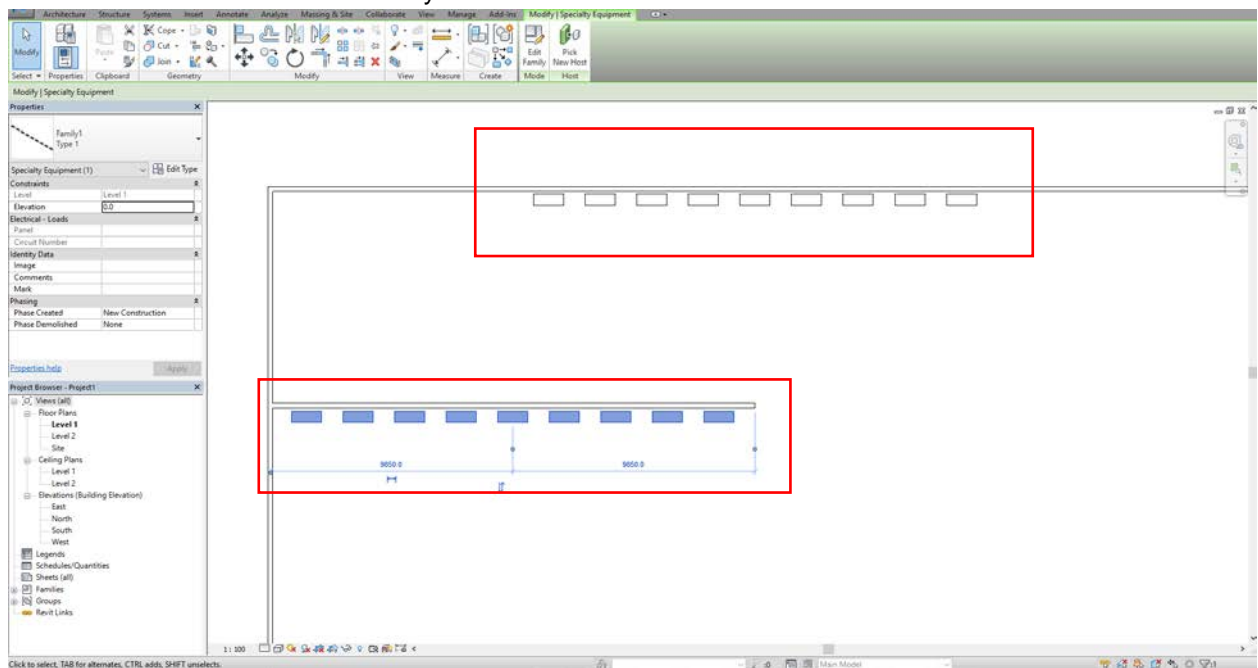 Architecture Structure Systems Insert Annotate Analyze Massing & Site Collaborate View Manage Add-Ins Modify | Specialty Equipment
Modify
Paste
Cope
Cut
Join
Edit Family
Pick New Host
Select Properties Clipboard Geometry Modify View Measure Create Mode Host
Modify | Specialty Equipment
Properties
Family1
Type 1
Specialty Equipment (1) Edit Type
Constraints
Level Level 1
Elevation 0.0
Electrical - Loads
Panel
Circuit Number
Identity Data
Image
Comments
Mark
Phasing
Phase Created New Construction
Phase Demolished None
Properties help Apply
Project Browser - Project1
Views (all)
Floor Plans
Level 1
Level 2
Site
Ceiling Plans
Level 1
Level 2
Elevations (Building Elevation)
East
North
South
West
Legends
Schedules/Quantities
Sheets (all)
Families
Groups
Revit Links
9850.0 9850.0
1 : 100
Click to select, TAB for alternates, CTRL adds, SHIFT unselects.
:0 Main Model